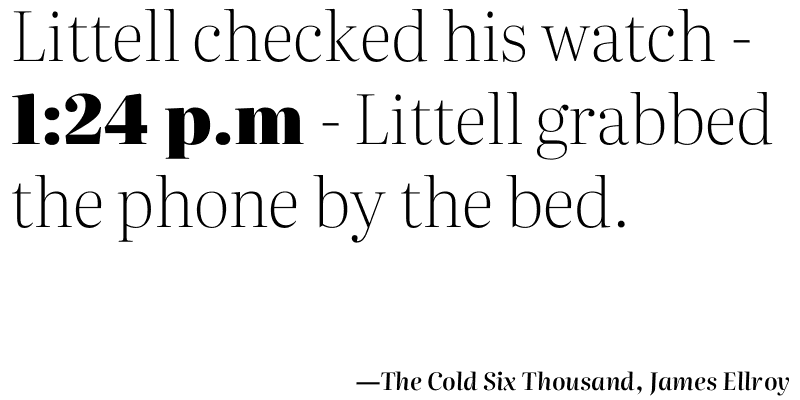 Littell checked his watch -
1:24 p.m - Littell grabbed
the phone by the bed.
—The Cold Six Thousand, James Ellroy